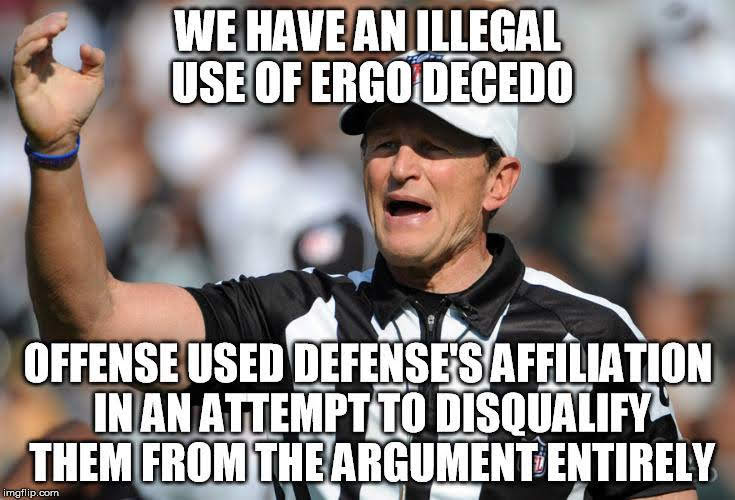 WE HAVE AN ILLEGAL
USE OF ERGO DECEDO
OFFENSE USED DEFENSE'S AFFILIATION
IN AN ATTEMPT TO DISQUALIFY
THEM FROM THE ARGUMENT ENTIRELY
imgflip.com